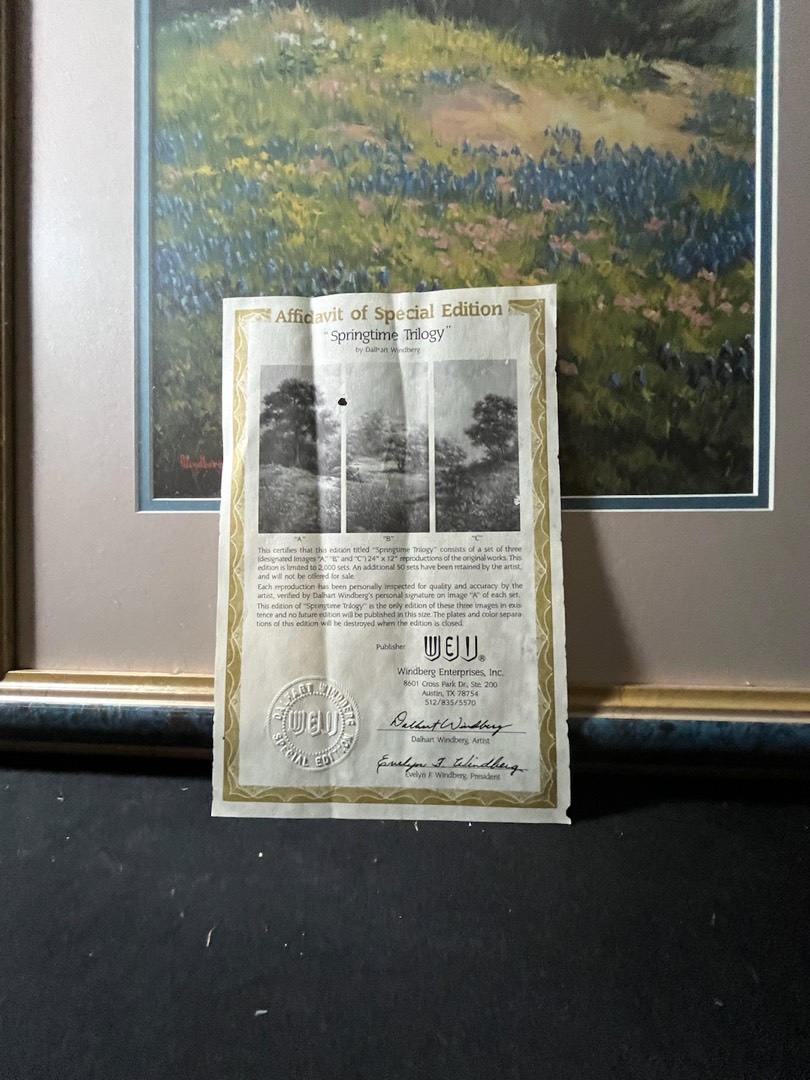 Affidavit of Special Edition
"Springtime Trilogy"
by Dalhart Windberg
"A" "B" "C"
This certifies that this edition titled "Springtime Trilogy" consists of a set of three
(designated Images "A," "B," and "C") 24" x 12" reproductions of the original works. This
edition is limited to 2,000 sets. An additional 50 sets have been retained by the artist,
and will not be offered for sale.
Each reproduction has been personally inspected for quality and accuracy by the
artist, verified by Dalhart Windberg's personal signature on Image "A" of each set.
This edition of "Springtime Trilogy" is the only edition of these three images in exis-
tence and no future edition will be published in this size. The plates and color separa-
tions of this edition will be destroyed when the edition is closed.
Publisher WEI®
Windberg Enterprises, Inc.
8601 Cross Park Dr., Ste. 200
Austin, TX 78754
512/835/5570
Dalhart Windberg
Dalhart Windberg, Artist
Evelyn F. Windberg
Evelyn F. Windberg, President
DALHART WINDBERG
WEI
SPECIAL EDITION
Windberg